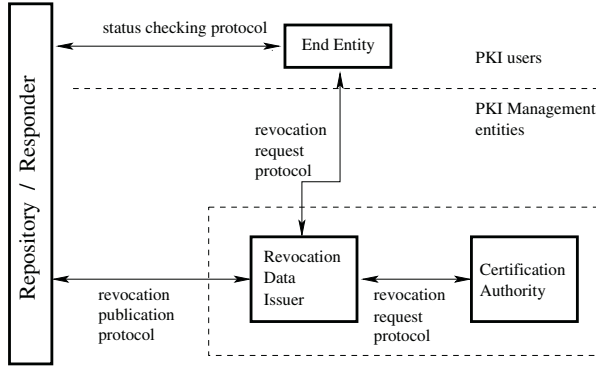 status checking protocol
End Entity
PKI users
PKI Management
entities
revocation
request
protocol
Repository / Responder
Revocation
Data
Issuer
Certification
Authority
revocation
publication
protocol
revocation
request
protocol